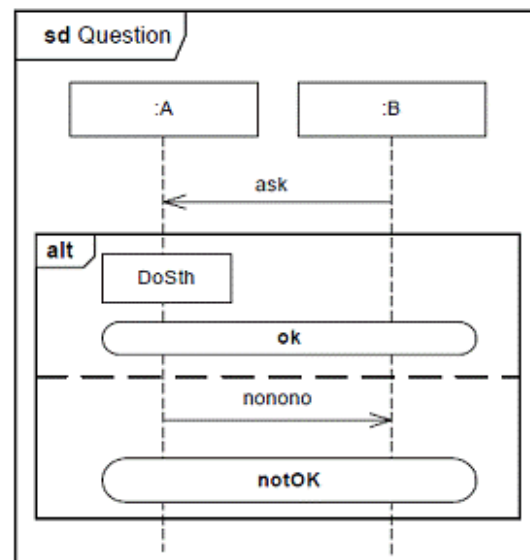 sd Question
:A
:B
ask
alt
DoSth
ok
nonono
notOK